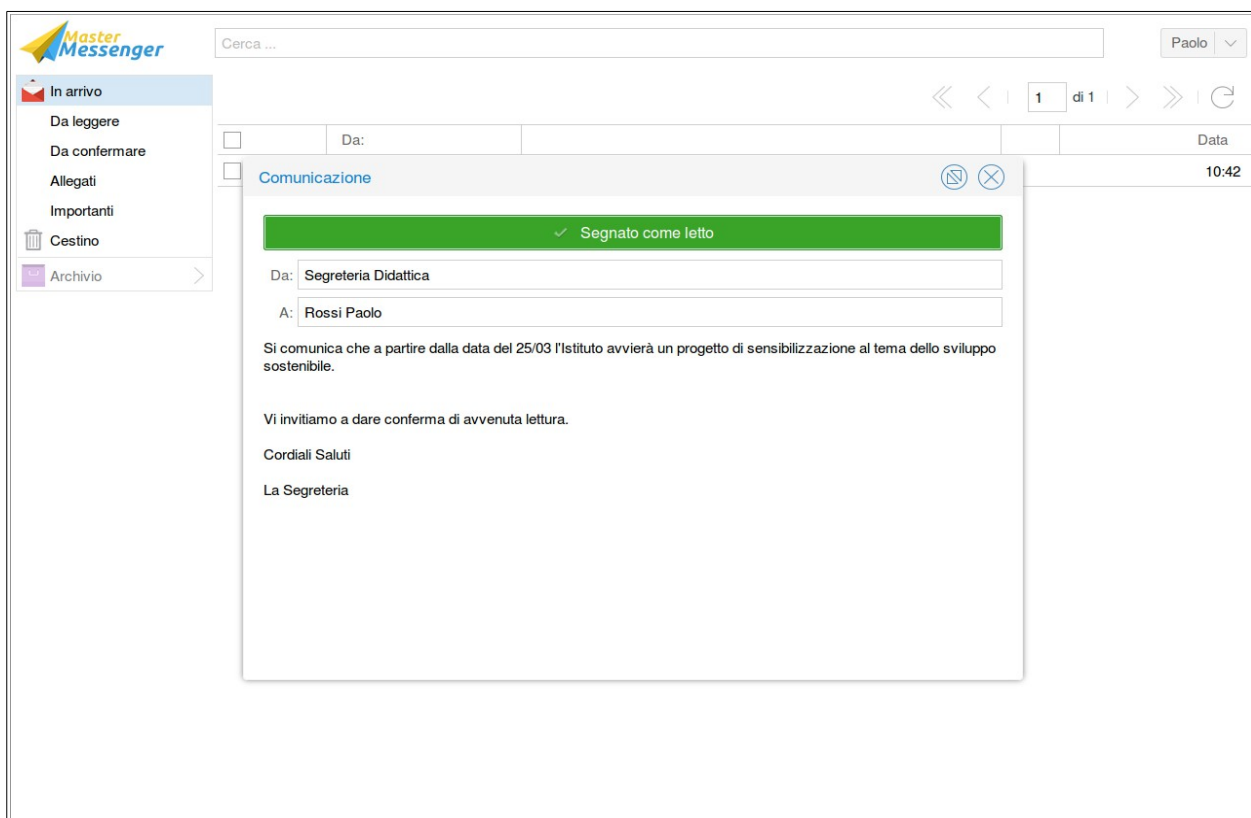 Master
Messenger
Cerca ...
Paolo
In arrivo
Da leggere
Da confermare
Allegati
Importanti
Cestino
Archivio
1 di 1
Da:
Data
10:42
Comunicazione
Segnato come letto
Da: Segreteria Didattica
A: Rossi Paolo
Si comunica che a partire dalla data del 25/03 l'Istituto avvierà un progetto di sensibilizzazione al tema dello sviluppo
sostenibile.
Vi invitiamo a dare conferma di avvenuta lettura.
Cordiali Saluti
La Segreteria